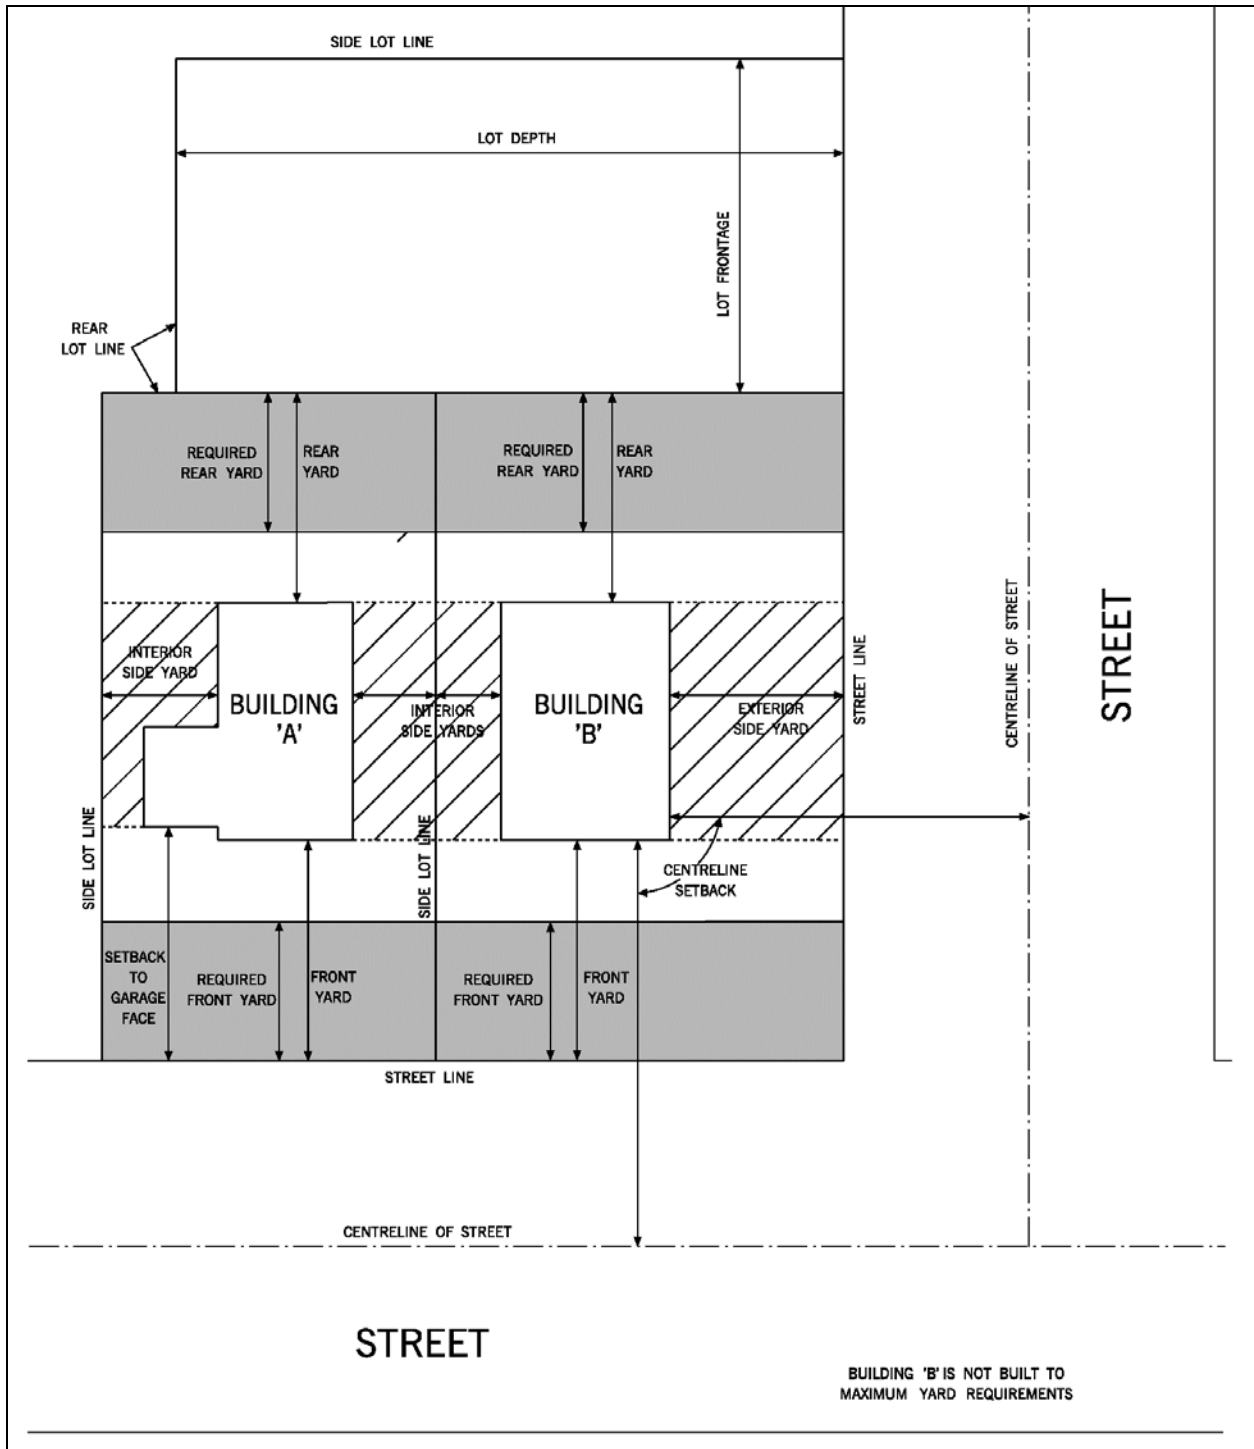 SIDE LOT LINE
LOT DEPTH
LOT FRONTAGE
REAR
LOT LINE
REQUIRED
REAR YARD
REAR
YARD
REQUIRED
REAR YARD
REAR
YARD
INTERIOR
SIDE YARD
BUILDING
'A'
INTERIOR
SIDE YARDS
BUILDING
'B'
EXTERIOR
SIDE YARD
STREET LINE
CENTRELINE OF STREET
STREET
SIDE LOT LINE
SIDE LOT LINE
CENTRELINE
SETBACK
SETBACK
TO
GARAGE
FACE
REQUIRED
FRONT YARD
FRONT
YARD
REQUIRED
FRONT YARD
FRONT
YARD
STREET LINE
CENTRELINE OF STREET
STREET
BUILDING 'B' IS NOT BUILT TO
MAXIMUM YARD REQUIREMENTS